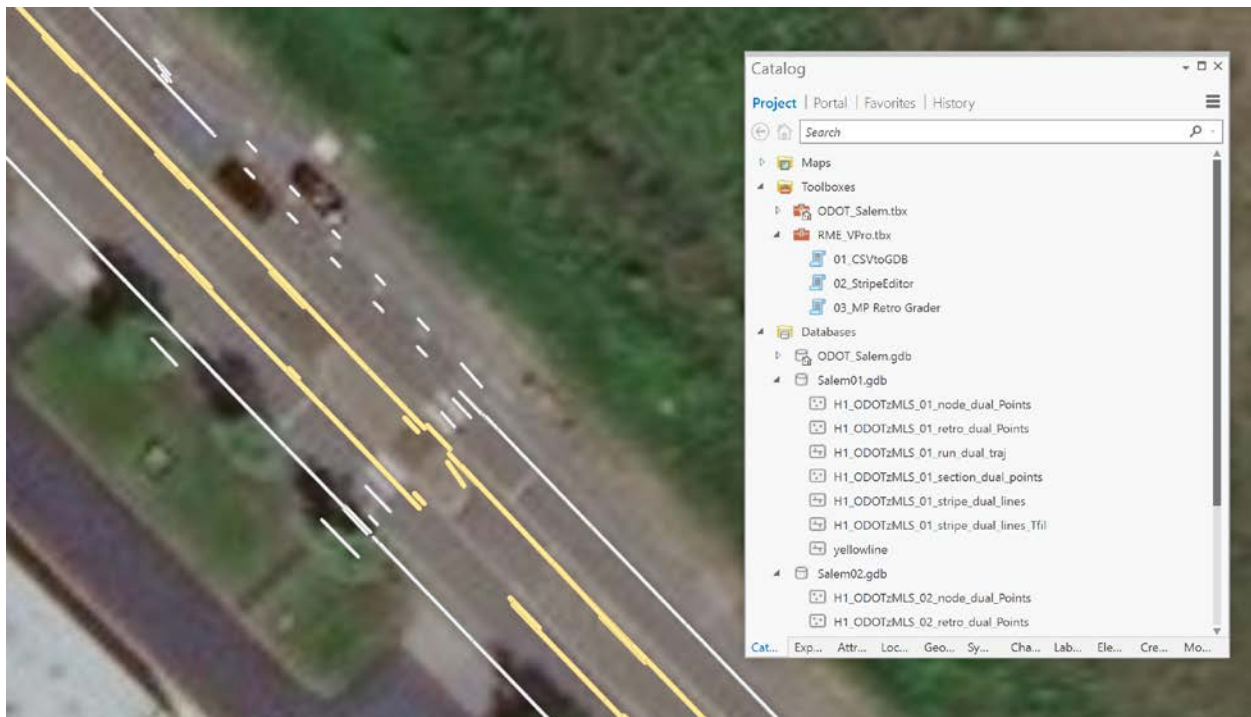 Catalog
Project | Portal | Favorites | History
Search
Maps
Toolboxes
ODOT_Salem.tbx
RME_VPro.tbx
01_CSVtoGDB
02_StripeEditor
03_MP Retro Grader
Databases
ODOT_Salem.gdb
Salem01.gdb
H1_ODOTzMLS_01_node_dual_Points
H1_ODOTzMLS_01_retro_dual_Points
H1_ODOTzMLS_01_run_dual_traj
H1_ODOTzMLS_01_section_dual_points
H1_ODOTzMLS_01_stripe_dual_lines
H1_ODOTzMLS_01_stripe_dual_lines_Tfil
yellowline
Salem02.gdb
H1_ODOTzMLS_02_node_dual_Points
H1_ODOTzMLS_02_retro_dual_Points
Cat... Exp... Attr... Loc... Geo... Sy... Cha... Lab... Ele... Cre... Mo...